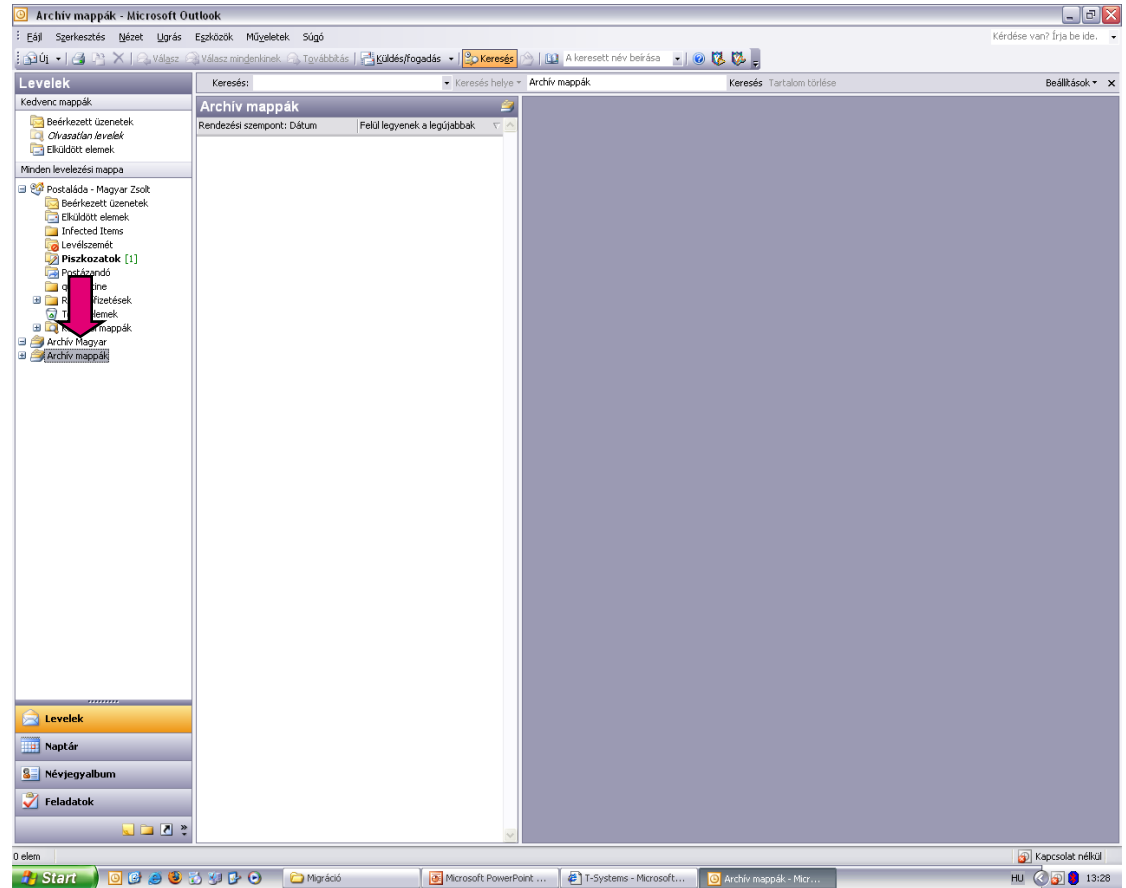 Archív mappák - Microsoft Outlook
Fájl Szerkesztés Nézet Ugrás Eszközök Műveletek Súgó Kérdése van? Írja be ide.
Új Válasz Válasz mindenkinek Továbbítás Küldés/fogadás Keresés A keresett név beírása
Levelek
Keresés: Keresés helye Archív mappák Keresés Tartalom törlése Beállítások
Kedvenc mappák
Beérkezett üzenetek
Olvasatlan levelek
Elküldött elemek
Archív mappák
Rendezési szempont: Dátum Felül legyenek a legújabbak
Minden levelezési mappa
Postaláda - Magyar Zsolt
Beérkezett üzenetek
Elküldött elemek
Infected Items
Levélszemét
Piszkozatok [1]
Postázandó
mappák
Archív Magyar
Archív mappák
Levelek
Naptár
Névjegyalbum
Feladatok
0 elem Kapcsolat nélkül
Start Migráció Microsoft PowerPoint ... T-Systems - Microsoft... Archív mappák - Micr... HU 13:28